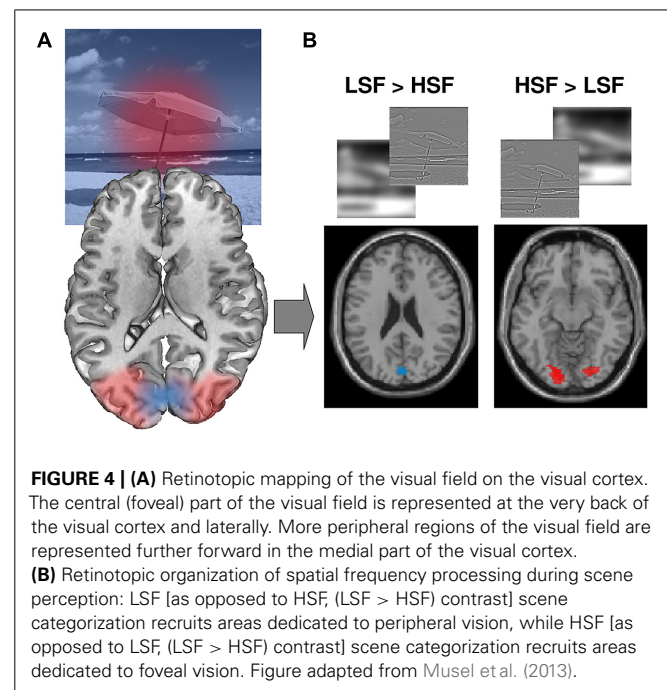 A
B
LSF > HSF
HSF > LSF
FIGURE 4 | (A) Retinotopic mapping of the visual field on the visual cortex.
The central (foveal) part of the visual field is represented at the very back of
the visual cortex and laterally. More peripheral regions of the visual field are
represented further forward in the medial part of the visual cortex.
(B) Retinotopic organization of spatial frequency processing during scene
perception: LSF [as opposed to HSF, (LSF > HSF) contrast] scene
categorization recruits areas dedicated to peripheral vision, while HSF [as
opposed to LSF, (LSF > HSF) contrast] scene categorization recruits areas
dedicated to foveal vision. Figure adapted from Musel et al. (2013).